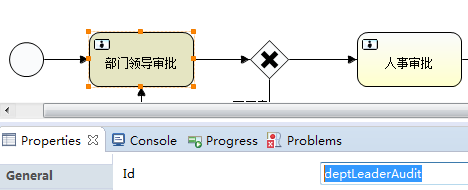 部门领导审批
人事审批
Properties
Console
Progress
Problems
General
Id
deptLeaderAudit